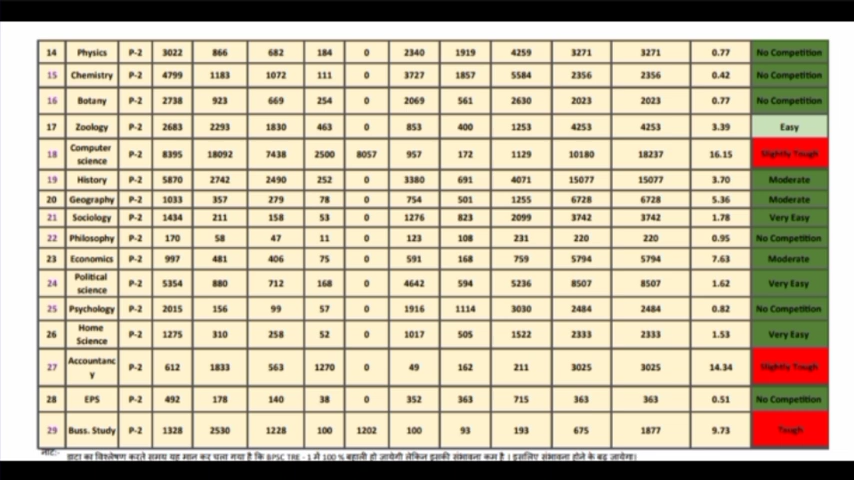 14 Physics P-2 3022 866 682 184 0 2340 1919 4259 3271 3271 0.77 No Competition
15 Chemistry P-2 4799 1183 1072 111 0 3727 1857 5584 2356 2356 0.42 No Competition
16 Botany P-2 2738 923 669 254 0 2069 561 2630 2023 2023 0.77 No Competition
17 Zoology P-2 2683 2293 1830 463 0 853 400 1253 4253 4253 3.39 Easy
18 Computer science P-2 8395 18092 7438 2500 8057 957 172 1129 10180 18237 16.15 Slightly Tough
19 History P-2 5870 2742 2490 252 0 3380 691 4071 15077 15077 3.70 Moderate
20 Geography P-2 1033 357 279 78 0 754 501 1255 6728 6728 5.36 Moderate
21 Sociology P-2 1434 211 158 53 0 1276 823 2099 3742 3742 1.78 Very Easy
22 Philosophy P-2 170 58 47 11 0 123 108 231 220 220 0.95 No Competition
23 Economics P-2 997 481 406 75 0 591 168 759 5794 5794 7.63 Moderate
24 Political science P-2 5354 880 712 168 0 4642 594 5236 8507 8507 1.62 Very Easy
25 Psychology P-2 2015 156 99 57 0 1916 1114 3030 2484 2484 0.82 No Competition
26 Home Science P-2 1275 310 258 52 0 1017 505 1522 2333 2333 1.53 Very Easy
27 Accountancy P-2 612 1833 563 1270 0 49 162 211 3025 3025 14.34 Slightly Tough
28 EPS P-2 492 178 140 38 0 352 363 715 363 363 0.51 No Competition
29 Buss. Study P-2 1328 2530 1228 100 1202 100 93 193 675 1877 9.73 Tough
नोट:- डाटा का विश्लेषण करते समय यह मान कर चला गया है कि BPSC TRE - 1 में 100 % बहाली हो जायेगी लेकिन इसकी संभावना कम है । इसलिए संभावना होने के बढ़ जायेगा।